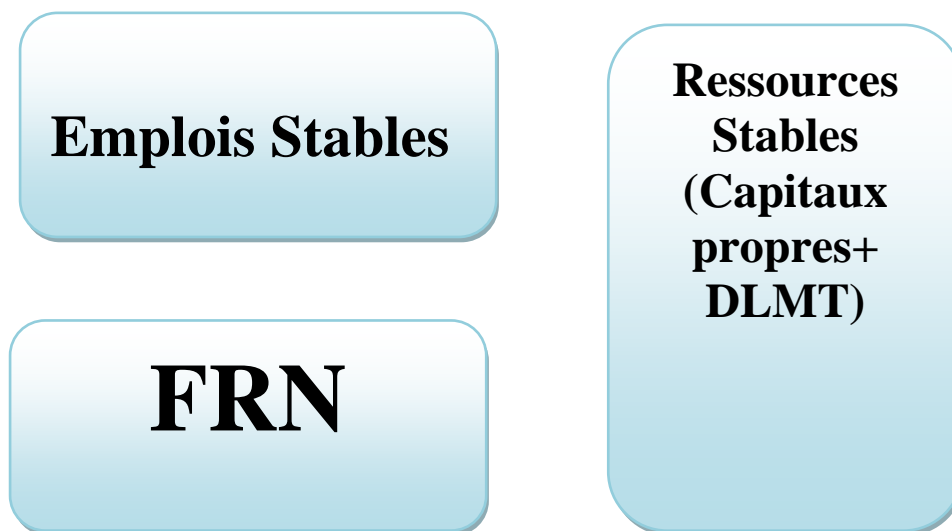 Emplois Stables
FRN
Ressources
Stables
(Capitaux
propres+
DLMT)